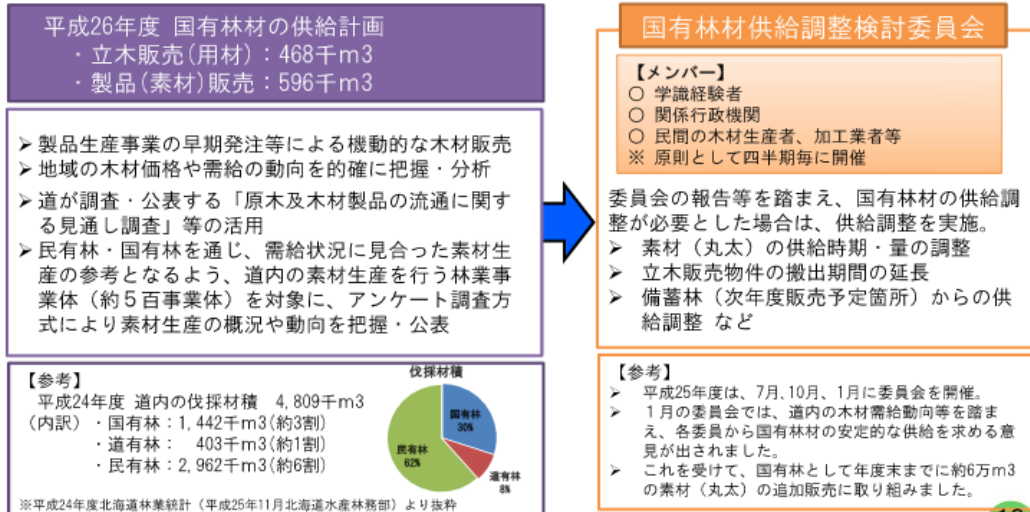 平成26年度 国有林材の供給計画
・立木販売(用材)：468千m3
・製品(素材)販売：596千m3
➢ 製品生産事業の早期発注等による機動的な木材販売
➢ 地域の木材価格や需給の動向を的確に把握・分析
➢ 道が調査・公表する「原木及木材製品の流通に関す
る見通し調査」等の活用
➢ 民有林・国有林を通じ、需給状況に見合った素材生
産の参考となるよう、道内の素材生産を行う林業事
業体（約５百事業体）を対象に、アンケート調査方
式により素材生産の概況や動向を把握・公表
【参考】
平成24年度 道内の伐採材積 4,809千m3
（内訳）・国有林：1,442千m3(約3割)
・道有林： 403千m3(約1割)
・民有林：2,962千m3(約6割)
※平成24年度北海道林業統計（平成25年11月北海道水産林務部）より抜粋
伐採材積
国有林
30%
民有林
62%
道有林
8%
国有林材供給調整検討委員会
【メンバー】
○ 学識経験者
○ 関係行政機関
○ 民間の木材生産者、加工業者等
※ 原則として四半期毎に開催
委員会の報告等を踏まえ、国有林材の供給調
整が必要とした場合は、供給調整を実施。
➢ 素材（丸太）の供給時期・量の調整
➢ 立木販売物件の搬出期間の延長
➢ 備蓄林（次年度販売予定箇所）からの供
給調整 など
【参考】
➢ 平成25年度は、7月,10月、1月に委員会を開催。
➢ １月の委員会では、道内の木材需給動向等を踏ま
え、各委員から国有林材の安定的な供給を求める意
見が出されました。
➢ これを受けて、国有林として年度末までに約6万m3
の素材（丸太）の追加販売に取り組みました。